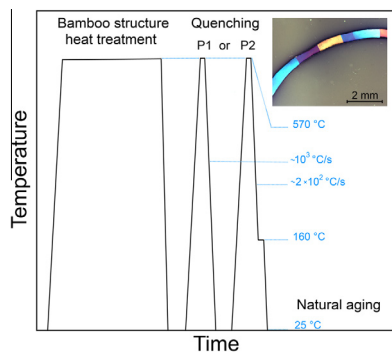 Bamboo structure
heat treatment
Quenching
P1 or P2
2 mm
570 °C
~10³ °C/s
~2×10² °C/s
160 °C
Natural aging
25 °C
Temperature
Time